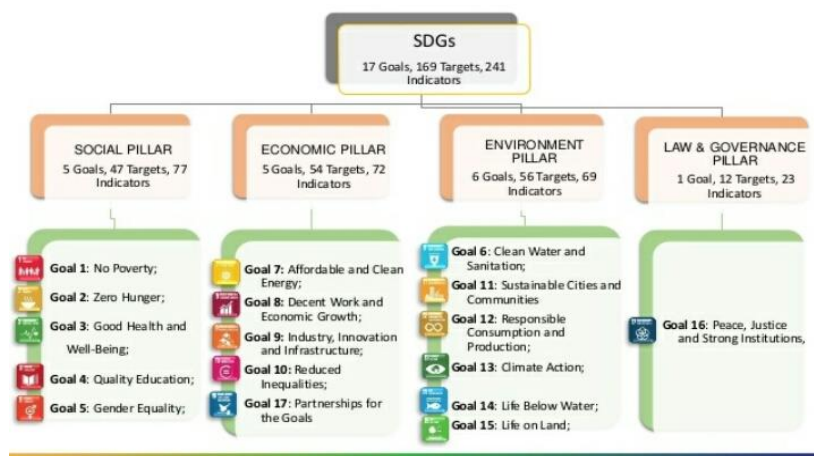 SDGs
17 Goals, 169 Targets, 241
Indicators
SOCIAL PILLAR
5 Goals, 47 Targets, 77
Indicators
ECONOMIC PILLAR
5 Goals, 54 Targets, 72
Indicators
ENVIRONMENT
PILLAR
6 Goals, 56 Targets, 69
Indicators
LAW & GOVERNANCE
PILLAR
1 Goal, 12 Targets, 23
Indicators
Goal 1: No Poverty;
Goal 2: Zero Hunger;
Goal 3: Good Health and
Well-Being;
Goal 4: Quality Education;
Goal 5: Gender Equality;
Goal 7: Affordable and Clean
Energy;
Goal 8: Decent Work and
Economic Growth;
Goal 9: Industry, Innovation
and Infrastructure;
Goal 10: Reduced
Inequalities;
Goal 17: Partnerships for
the Goals
Goal 6: Clean Water and
Sanitation;
Goal 11: Sustainable Cities and
Communities
Goal 12: Responsible
Consumption and
Production;
Goal 13: Climate Action;
Goal 14: Life Below Water;
Goal 15: Life on Land;
Goal 16: Peace, Justice
and Strong Institutions,